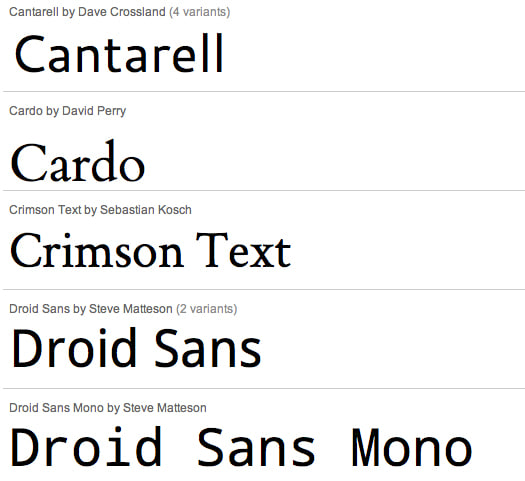 Cantarell by Dave Crossland (4 variants)
Cantarell
Cardo by David Perry
Cardo
Crimson Text by Sebastian Kosch
Crimson Text
Droid Sans by Steve Matteson (2 variants)
Droid Sans
Droid Sans Mono by Steve Matteson
Droid Sans Mono